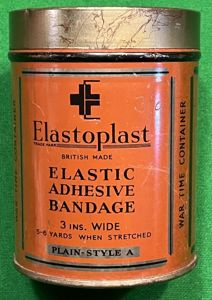 Elastoplast
TRADE MARK
BRITISH MADE
ELASTIC
ADHESIVE
BANDAGE
3 INS. WIDE
5-6 YARDS WHEN STRETCHED
PLAIN-STYLE A
WAR TIME CONTAINER